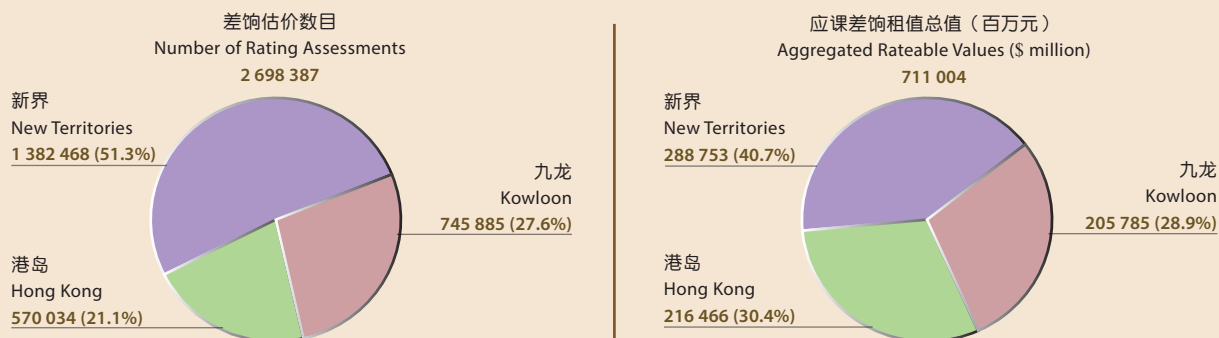 差饷估价数目
Number of Rating Assessments
2 698 387
新界
New Territories
1 382 468 (51.3%)
九龙
Kowloon
745 885 (27.6%)
港岛
Hong Kong
570 034 (21.1%)
应课差饷租值总值（百万元）
Aggregated Rateable Values ($ million)
711 004
新界
New Territories
288 753 (40.7%)
九龙
Kowloon
205 785 (28.9%)
港岛
Hong Kong
216 466 (30.4%)